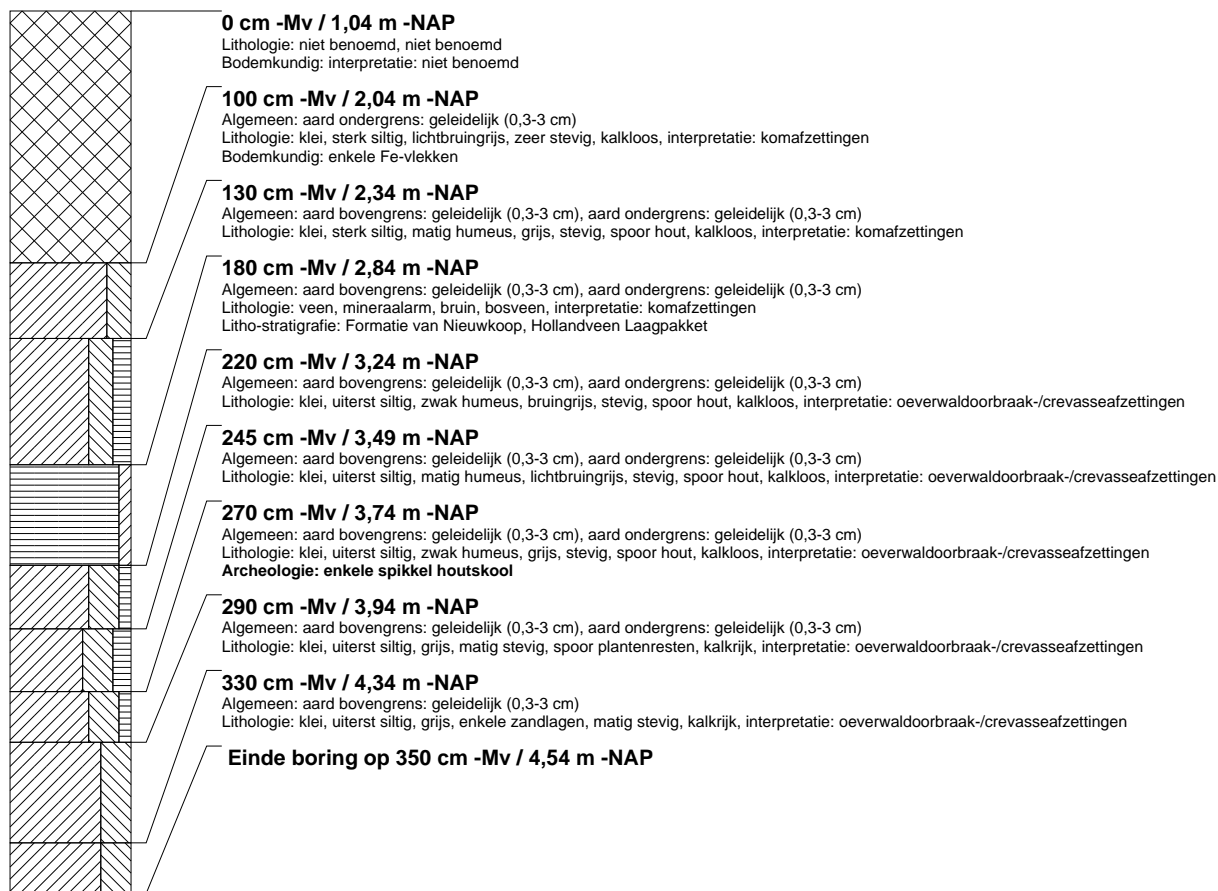 0 cm -Mv / 1,04 m -NAP
Lithologie: niet benoemd, niet benoemd
Bodemkundig: interpretatie: niet benoemd
100 cm -Mv / 2,04 m -NAP
Algemeen: aard ondergrens: geleidelijk (0,3-3 cm)
Lithologie: klei, sterk siltig, lichtbruingrijs, zeer stevig, kalkloos, interpretatie: komafzettingen
Bodemkundig: enkele Fe-vlekken
130 cm -Mv / 2,34 m -NAP
Algemeen: aard bovengrens: geleidelijk (0,3-3 cm), aard ondergrens: geleidelijk (0,3-3 cm)
Lithologie: klei, sterk siltig, matig humeus, grijs, stevig, spoor hout, kalkloos, interpretatie: komafzettingen
180 cm -Mv / 2,84 m -NAP
Algemeen: aard bovengrens: geleidelijk (0,3-3 cm), aard ondergrens: geleidelijk (0,3-3 cm)
Lithologie: veen, mineraalarm, bruin, bosveen, interpretatie: komafzettingen
Litho-stratigrafie: Formatie van Nieuwkoop, Hollandveen Laagpakket
220 cm -Mv / 3,24 m -NAP
Algemeen: aard bovengrens: geleidelijk (0,3-3 cm), aard ondergrens: geleidelijk (0,3-3 cm)
Lithologie: klei, uiterst siltig, zwak humeus, bruingrijs, stevig, spoor hout, kalkloos, interpretatie: oeverwaldoorbraak-/crevasseafzettingen
245 cm -Mv / 3,49 m -NAP
Algemeen: aard bovengrens: geleidelijk (0,3-3 cm), aard ondergrens: geleidelijk (0,3-3 cm)
Lithologie: klei, uiterst siltig, matig humeus, lichtbruingrijs, stevig, spoor hout, kalkloos, interpretatie: oeverwaldoorbraak-/crevasseafzettingen
270 cm -Mv / 3,74 m -NAP
Algemeen: aard bovengrens: geleidelijk (0,3-3 cm), aard ondergrens: geleidelijk (0,3-3 cm)
Lithologie: klei, uiterst siltig, zwak humeus, grijs, stevig, spoor hout, kalkloos, interpretatie: oeverwaldoorbraak-/crevasseafzettingen
Archeologie: enkele spikkel houtskool
290 cm -Mv / 3,94 m -NAP
Algemeen: aard bovengrens: geleidelijk (0,3-3 cm), aard ondergrens: geleidelijk (0,3-3 cm)
Lithologie: klei, uiterst siltig, grijs, matig stevig, spoor plantenresten, kalkrijk, interpretatie: oeverwaldoorbraak-/crevasseafzettingen
330 cm -Mv / 4,34 m -NAP
Algemeen: aard bovengrens: geleidelijk (0,3-3 cm)
Lithologie: klei, uiterst siltig, grijs, enkele zandlagen, matig stevig, kalkrijk, interpretatie: oeverwaldoorbraak-/crevasseafzettingen
Einde boring op 350 cm -Mv / 4,54 m -NAP